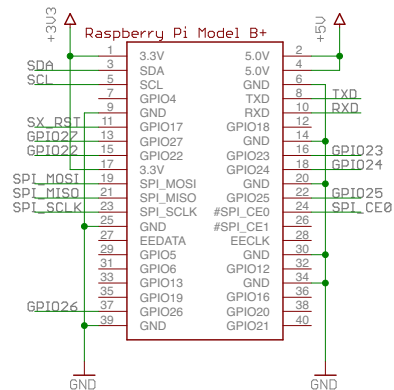 +3V3
+5V
Raspberry Pi Model B+
1 3.3V 5.0V 2
SDA 3 SDA 5.0V 4
SCL 5 SCL GND 6
7 GPIO4 TXD 8 TXD
9 GND RXD 10 RXD
SX_RST 11 GPIO17 GPIO18 12
GPIO27 13 GPIO27 GND 14
GPIO22 15 GPIO22 GPIO23 16 GPIO23
17 3.3V GPIO24 18 GPIO24
SPI_MOSI 19 SPI_MOSI GND 20
SPI_MISO 21 SPI_MISO GPIO25 22 GPIO25
SPI_SCLK 23 SPI_SCLK #SPI_CE0 24 SPI_CE0
25 GND #SPI_CE1 26
27 EEDATA EECLK 28
29 GPIO5 GND 30
31 GPIO6 GPIO12 32
33 GPIO13 GND 34
35 GPIO19 GPIO16 36
GPIO26 37 GPIO26 GPIO20 38
39 GND GPIO21 40
GND GND